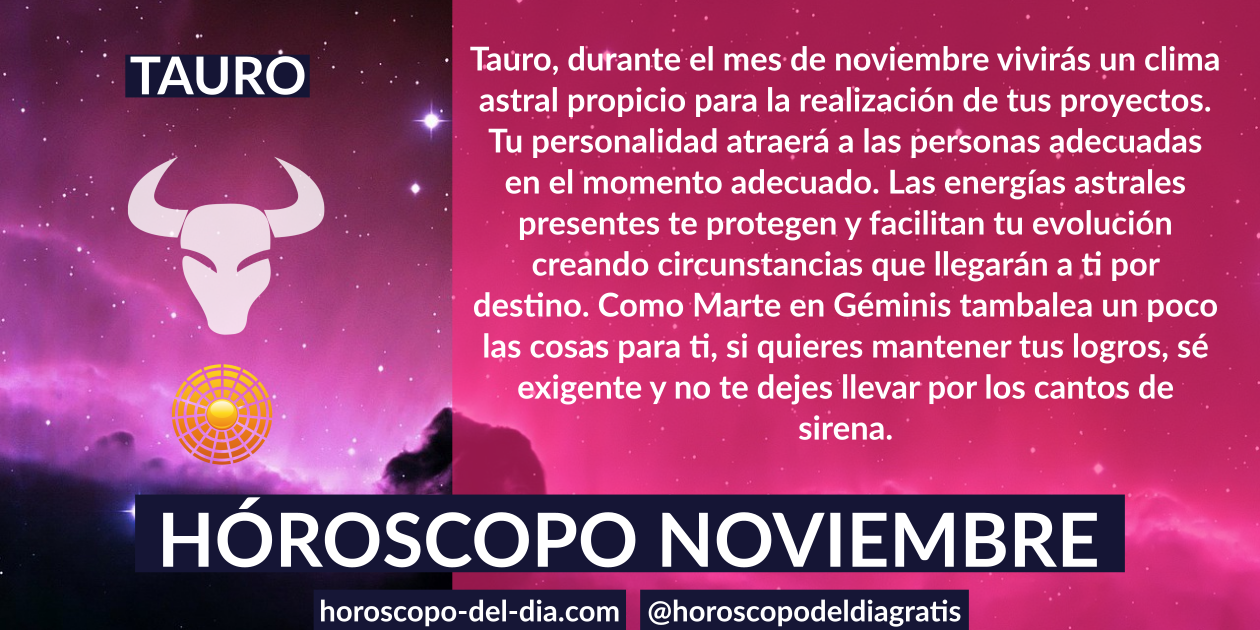 TAURO
Tauro, durante el mes de noviembre vivirás un clima
astral propicio para la realización de tus proyectos.
Tu personalidad atraerá a las personas adecuadas
en el momento adecuado. Las energías astrales
presentes te protegen y facilitan tu evolución
creando circunstancias que llegarán a ti por
destino. Como Marte en Géminis tambalea un poco
las cosas para ti, si quieres mantener tus logros, sé
exigente y no te dejes llevar por los cantos de
sirena.
HÓROSCOPO NOVIEMBRE
horoscopo-del-dia.com
@horoscopodeldiagratis